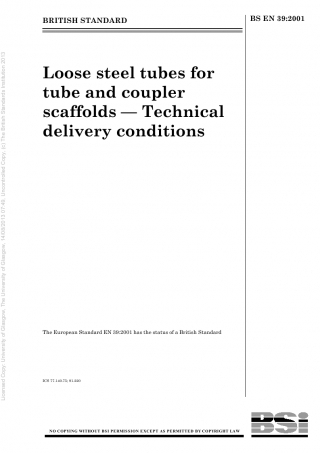 BRITISH STANDARD
BS EN 39:2001
Loose steel tubes for
tube and coupler
scaffolds — Technical
delivery conditions
The European Standard EN 39:2001 has the status of a British Standard
ICS 77.140.75; 91.220
NO COPYING WITHOUT BSI PERMISSION EXCEPT AS PERMITTED BY COPYRIGHT LAW
BSi
Licensed Copy: University of Glasgow, The University of Glasgow, 14/03/2013 07:48, Uncontrolled Copy, (c) The British Standards Institution 2013